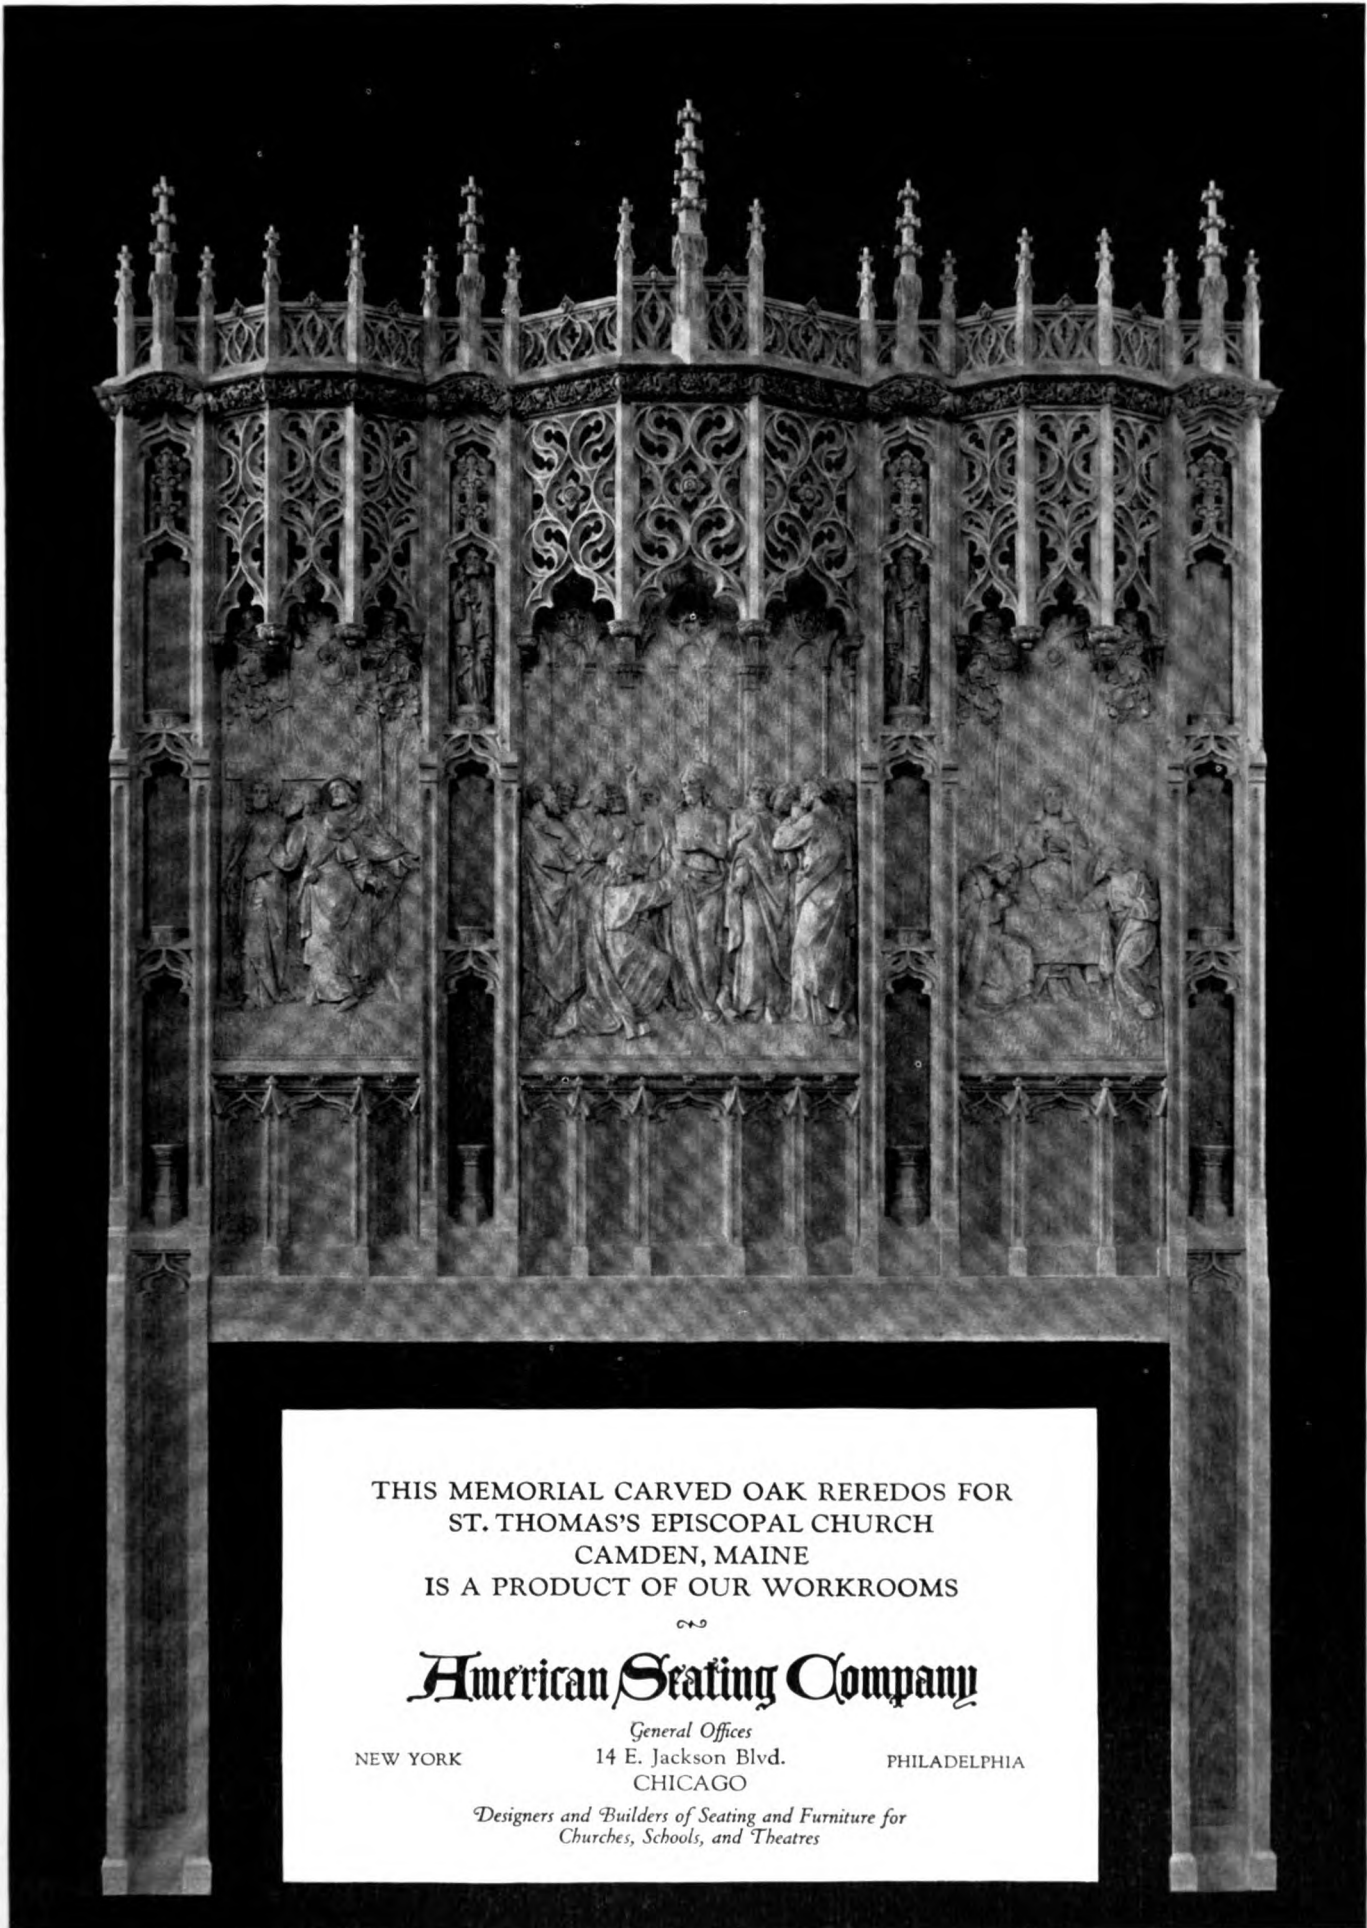 THIS MEMORIAL CARVED OAK REREDOS FOR
ST. THOMAS'S EPISCOPAL CHURCH
CAMDEN, MAINE
IS A PRODUCT OF OUR WORKROOMS
American Seating Company
General Offices
NEW YORK 14 E. Jackson Blvd. PHILADELPHIA
CHICAGO
Designers and Builders of Seating and Furniture for
Churches, Schools, and Theatres